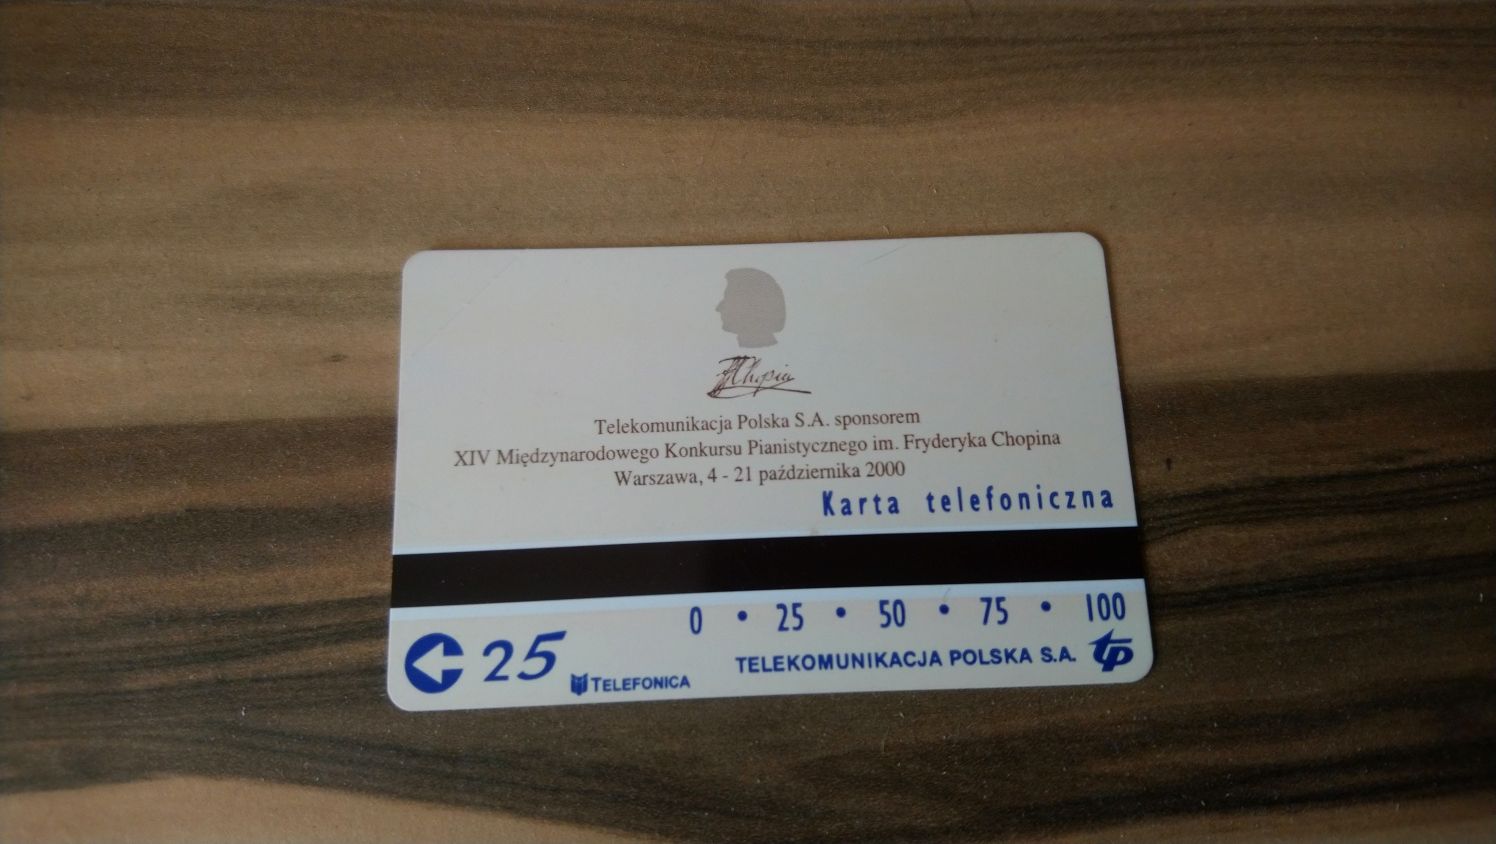 F Chopin
Telekomunikacja Polska S.A. sponsorem
XIV Międzynarodowego Konkursu Pianistycznego im. Fryderyka Chopina
Warszawa, 4 - 21 października 2000
Karta telefoniczna
0 • 25 • 50 • 75 • 100
25
TELEFONICA
TELEKOMUNIKACJA POLSKA S.A. tp